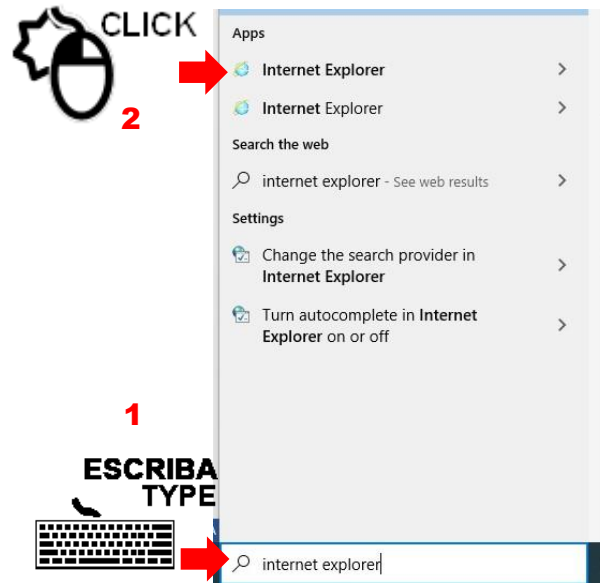 CLICK
2
Apps
Internet Explorer
Internet Explorer
Search the web
internet explorer - See web results
Settings
Change the search provider in
Internet Explorer
Turn autocomplete in Internet
Explorer on or off
1
ESCRIBA
TYPE
internet explorer